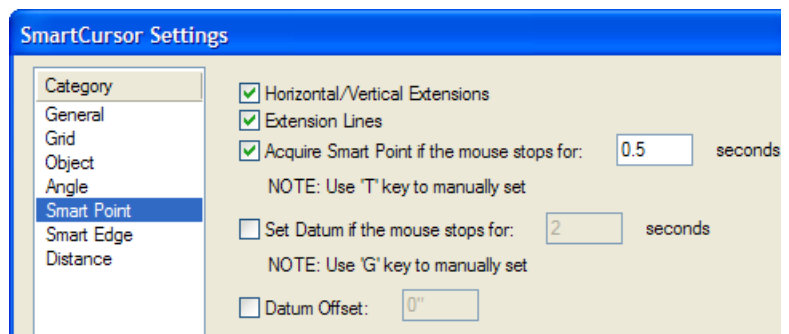 SmartCursor Settings
Category
General
Grid
Object
Angle
Smart Point
Smart Edge
Distance
Horizontal/Vertical Extensions
Extension Lines
Acquire Smart Point if the mouse stops for: 0.5 seconds
NOTE: Use 'T' key to manually set
Set Datum if the mouse stops for: 2 seconds
NOTE: Use 'G' key to manually set
Datum Offset: 0"